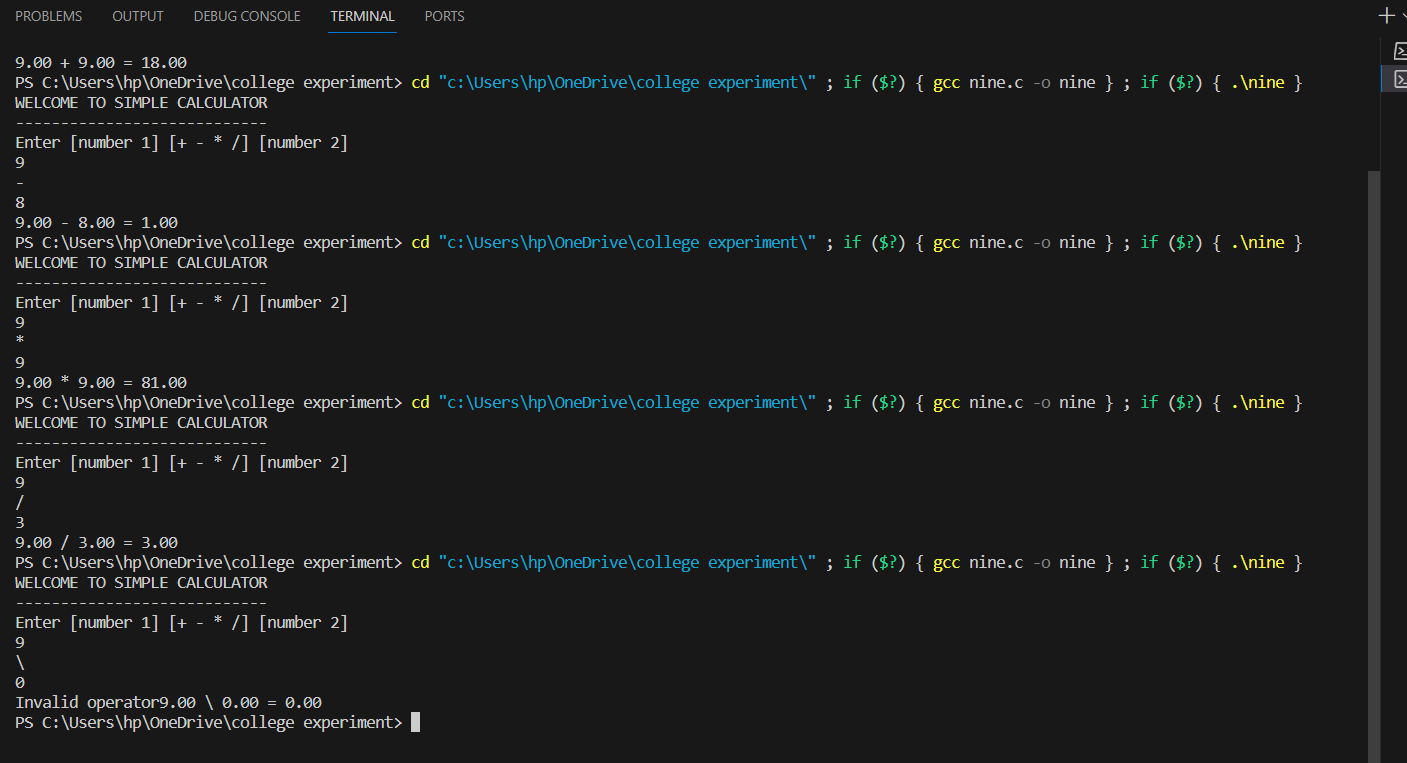 PROBLEMS OUTPUT DEBUG CONSOLE TERMINAL PORTS
9.00 + 9.00 = 18.00
PS C:\Users\hp\OneDrive\college experiment> cd "c:\Users\hp\OneDrive\college experiment\" ; if ($?) { gcc nine.c -o nine } ; if ($?) { .\nine }
WELCOME TO SIMPLE CALCULATOR
----------------------------
Enter [number 1] [+ - * /] [number 2]
9
-
8
9.00 - 8.00 = 1.00
PS C:\Users\hp\OneDrive\college experiment> cd "c:\Users\hp\OneDrive\college experiment\" ; if ($?) { gcc nine.c -o nine } ; if ($?) { .\nine }
WELCOME TO SIMPLE CALCULATOR
----------------------------
Enter [number 1] [+ - * /] [number 2]
9
*
9
9.00 * 9.00 = 81.00
PS C:\Users\hp\OneDrive\college experiment> cd "c:\Users\hp\OneDrive\college experiment\" ; if ($?) { gcc nine.c -o nine } ; if ($?) { .\nine }
WELCOME TO SIMPLE CALCULATOR
----------------------------
Enter [number 1] [+ - * /] [number 2]
9
/
3
9.00 / 3.00 = 3.00
PS C:\Users\hp\OneDrive\college experiment> cd "c:\Users\hp\OneDrive\college experiment\" ; if ($?) { gcc nine.c -o nine } ; if ($?) { .\nine }
WELCOME TO SIMPLE CALCULATOR
----------------------------
Enter [number 1] [+ - * /] [number 2]
9
\
0
Invalid operator9.00 \ 0.00 = 0.00
PS C:\Users\hp\OneDrive\college experiment>